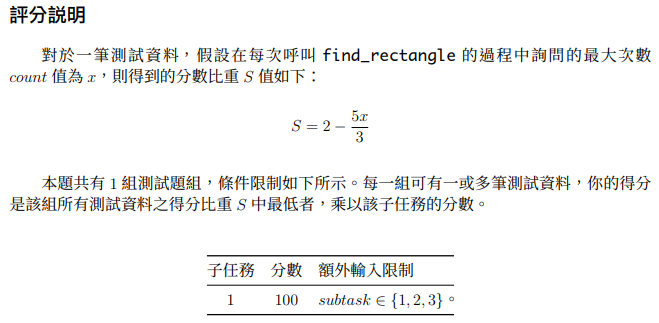 評分説明
對於一筆測試資料，假設在每次呼叫 find_rectangle 的過程中詢問的最大次數
count 值為 x，則得到的分數比重 S 值如下：
S = 2 − 5x/3
本題共有 1 組測試題組，條件限制如下所示。每一組可有一或多筆測試資料，你的得分
是該組所有測試資料之得分比重 S 中最低者，乘以該子任務的分數。
子任務 分數 額外輸入限制
1 100 subtask ∈ {1, 2, 3}。